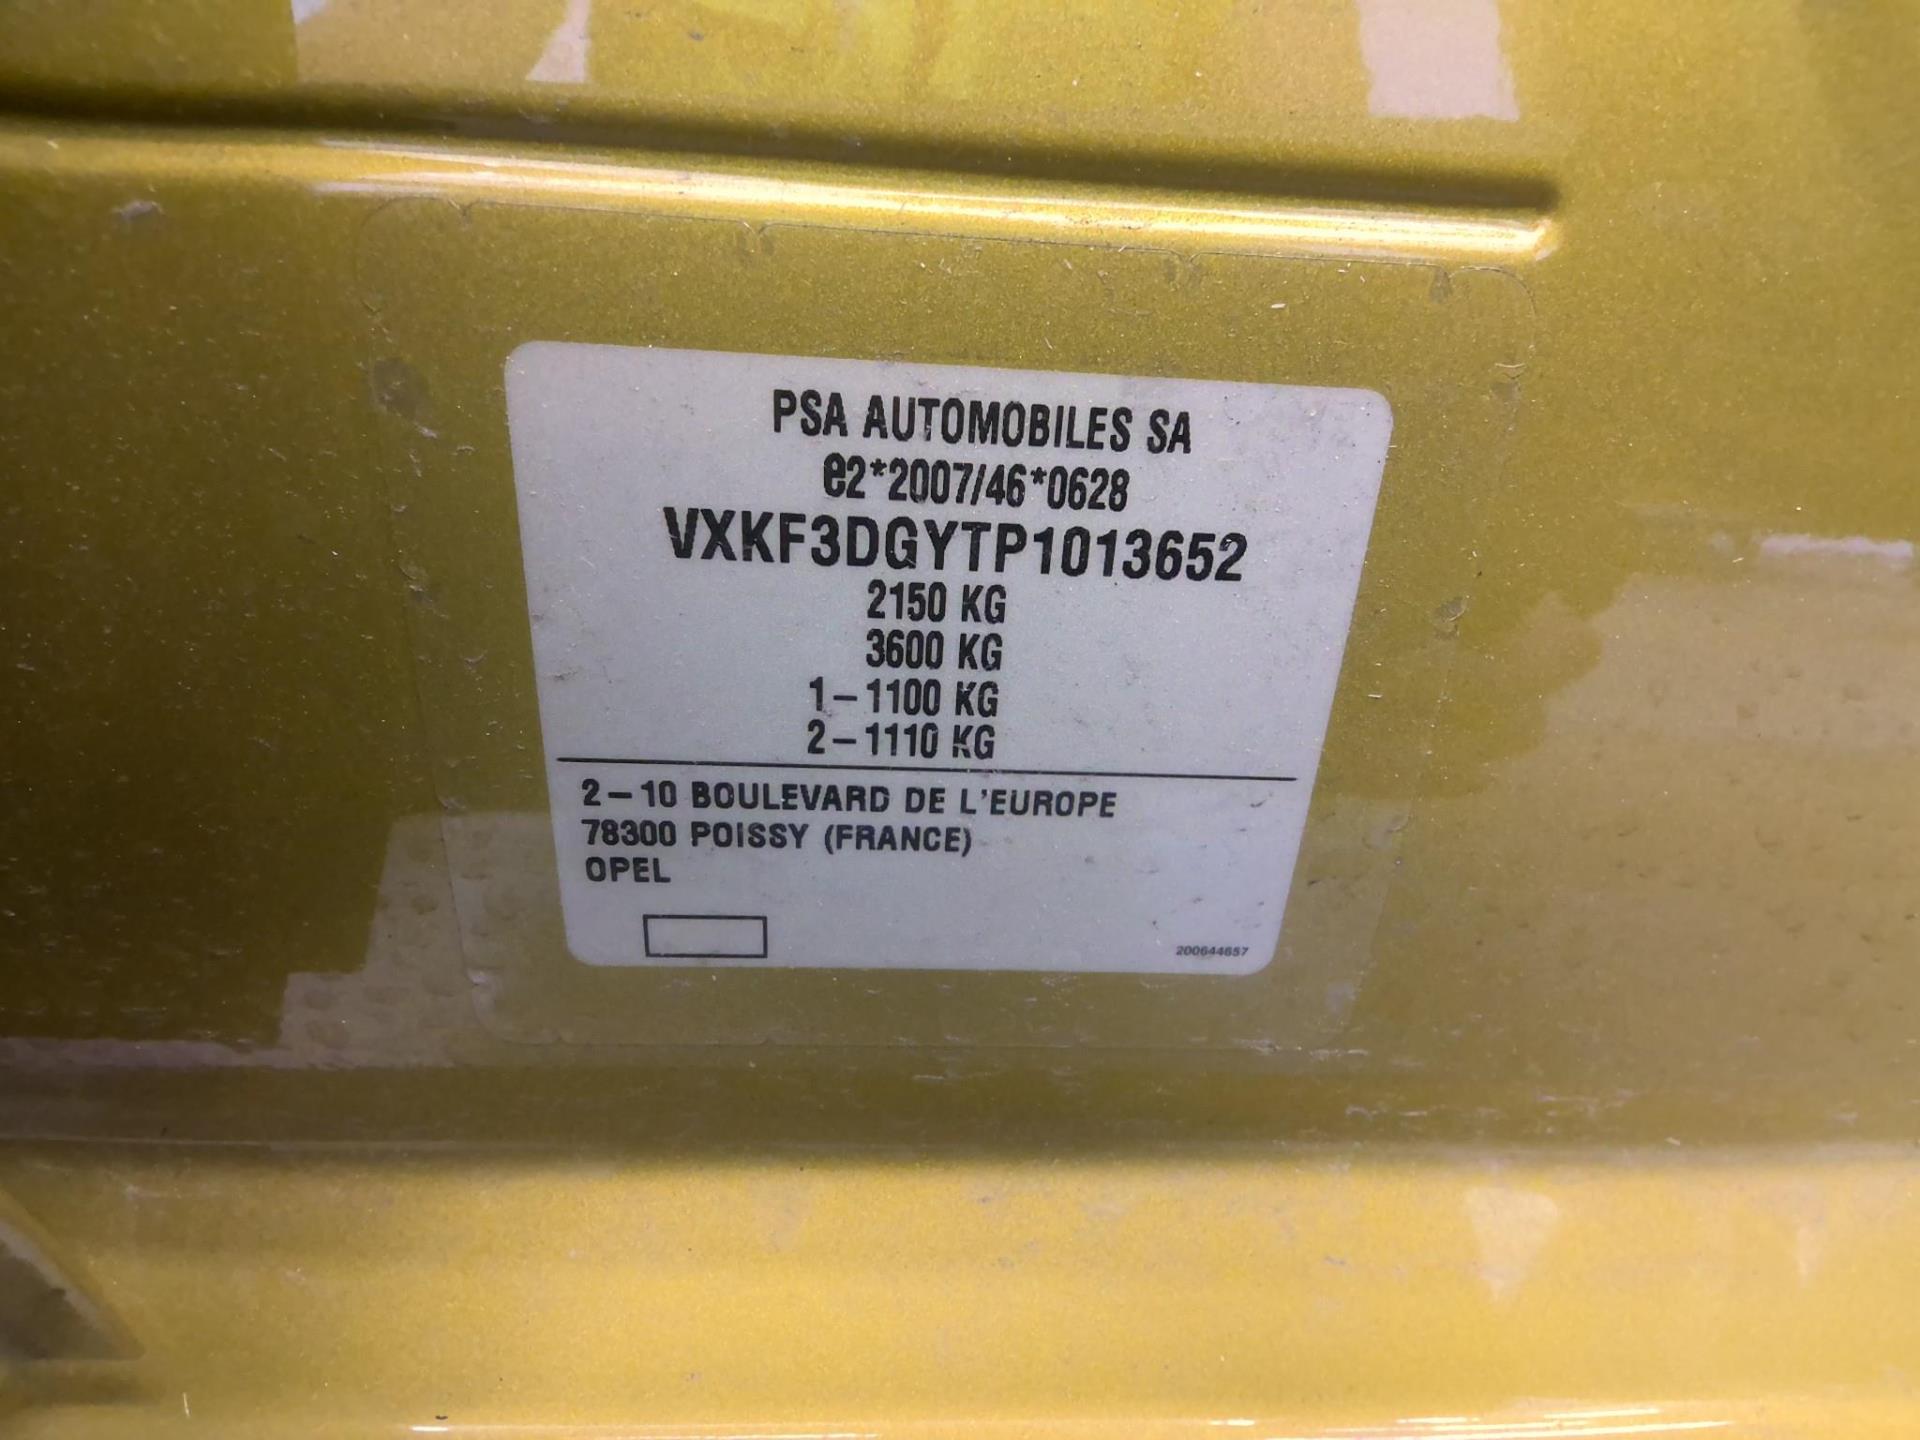 PSA AUTOMOBILES SA
e2*2007/46*0628
VXKF3DGYTP1013652
2150 KG
3600 KG
1-1100 KG
2-1110 KG
2-10 BOULEVARD DE L'EUROPE
78300 POISSY (FRANCE)
OPEL
200644657